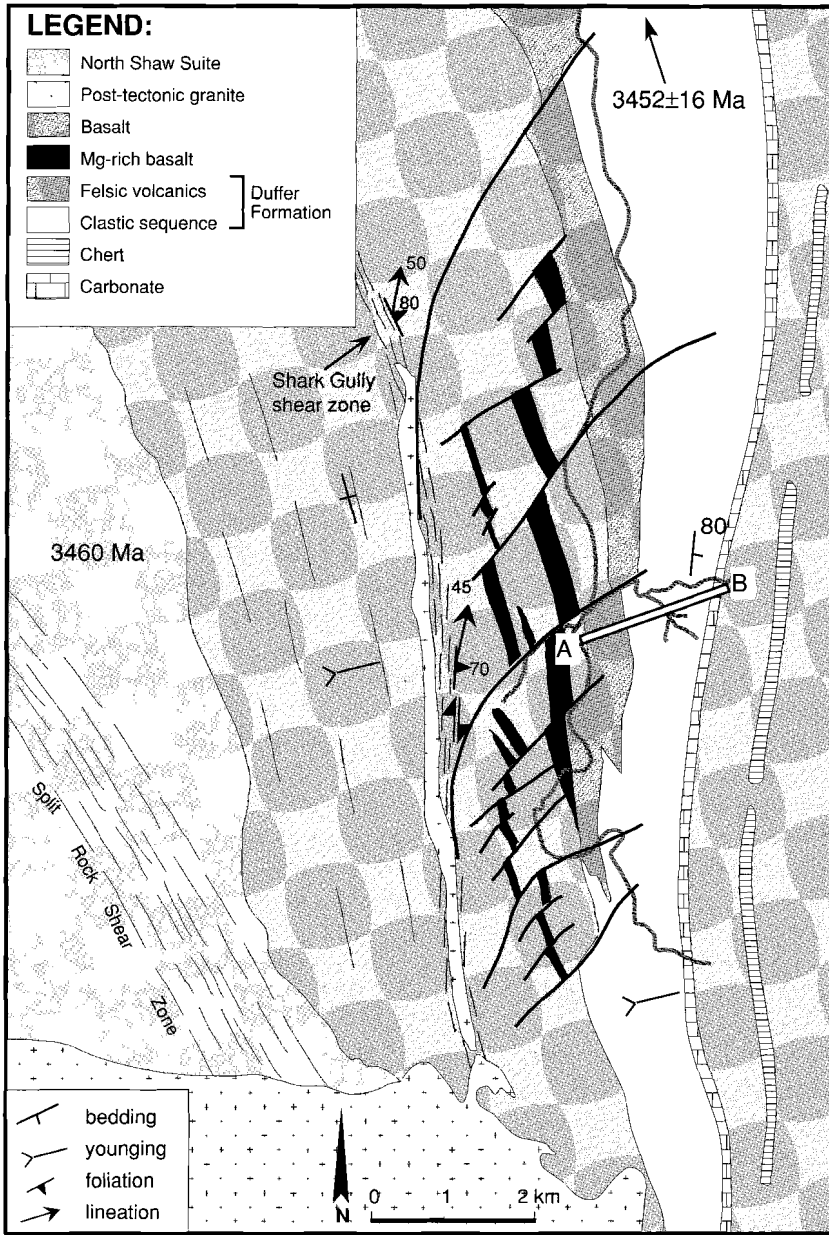 LEGEND:
North Shaw Suite
Post-tectonic granite
Basalt
Mg-rich basalt
Felsic volcanics
Clastic sequence
Duffer
Formation
Chert
Carbonate
3452±16 Ma
50
80
Shark Gully
shear zone
3460 Ma
80
45
70
A
B
Split
Rock
Shear
Zone
bedding
younging
foliation
lineation
N
0 1 2 km